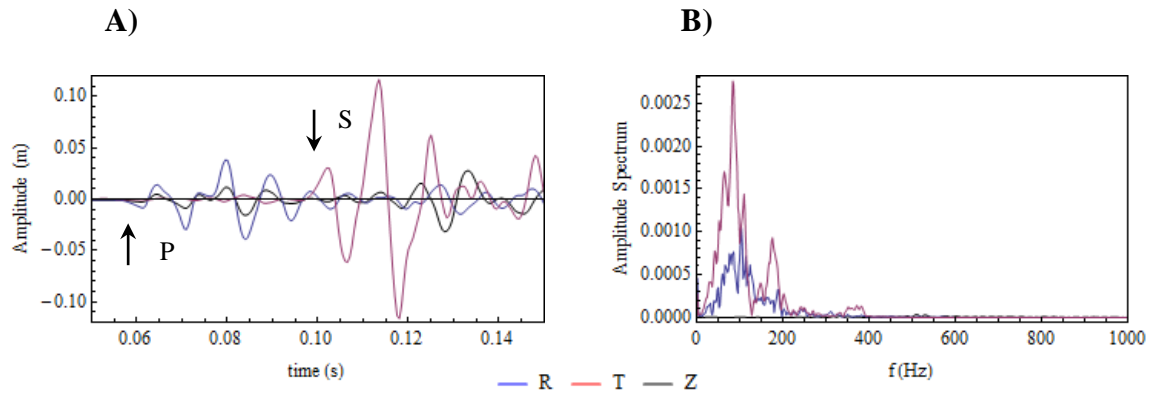 A)
B)
Amplitude (m)
0.10
0.05
0.00
−0.05
−0.10
S
P
0.06 0.08 0.10 0.12 0.14
time (s)
Amplitude Spectrum
0.0025
0.0020
0.0015
0.0010
0.0005
0.0000
0 200 400 600 800 1000
f (Hz)
R T Z